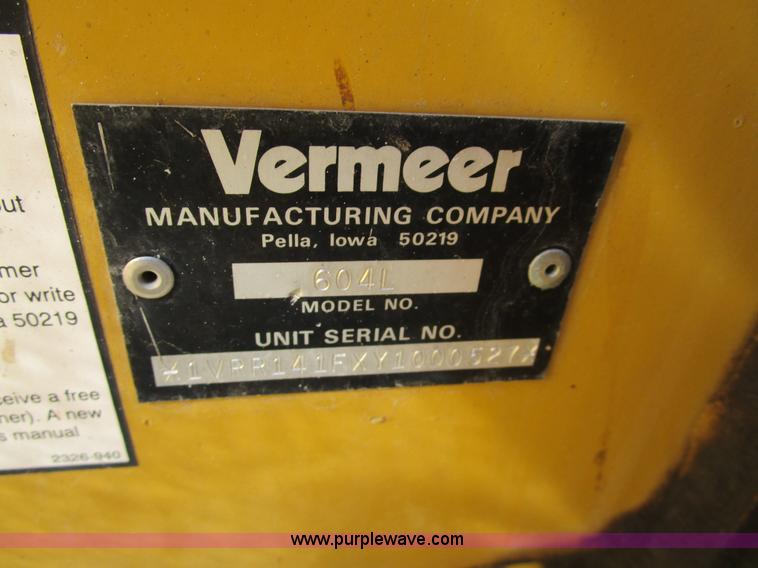 out
mer
or write
a 50219
ceive a free
ner). A new
s manual
2326-940
Vermeer
MANUFACTURING COMPANY
Pella, Iowa 50219
604L
MODEL NO.
UNIT SERIAL NO.
*1VRR141FXY1000527*
www.purplewave.com